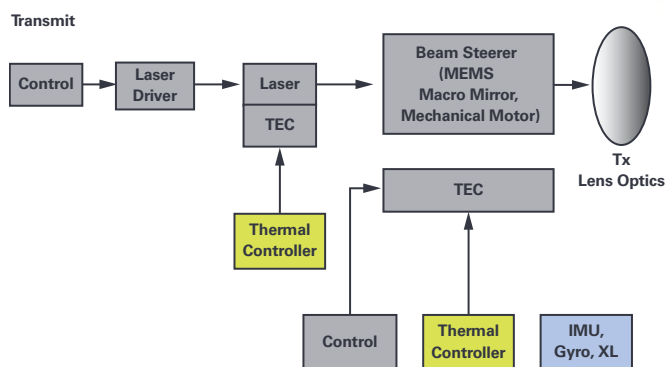 Transmit
Control
Laser
Driver
Laser
TEC
Beam Steerer
(MEMS
Macro Mirror,
Mechanical Motor)
Tx
Lens Optics
Thermal
Controller
TEC
Control
Thermal
Controller
IMU,
Gyro, XL